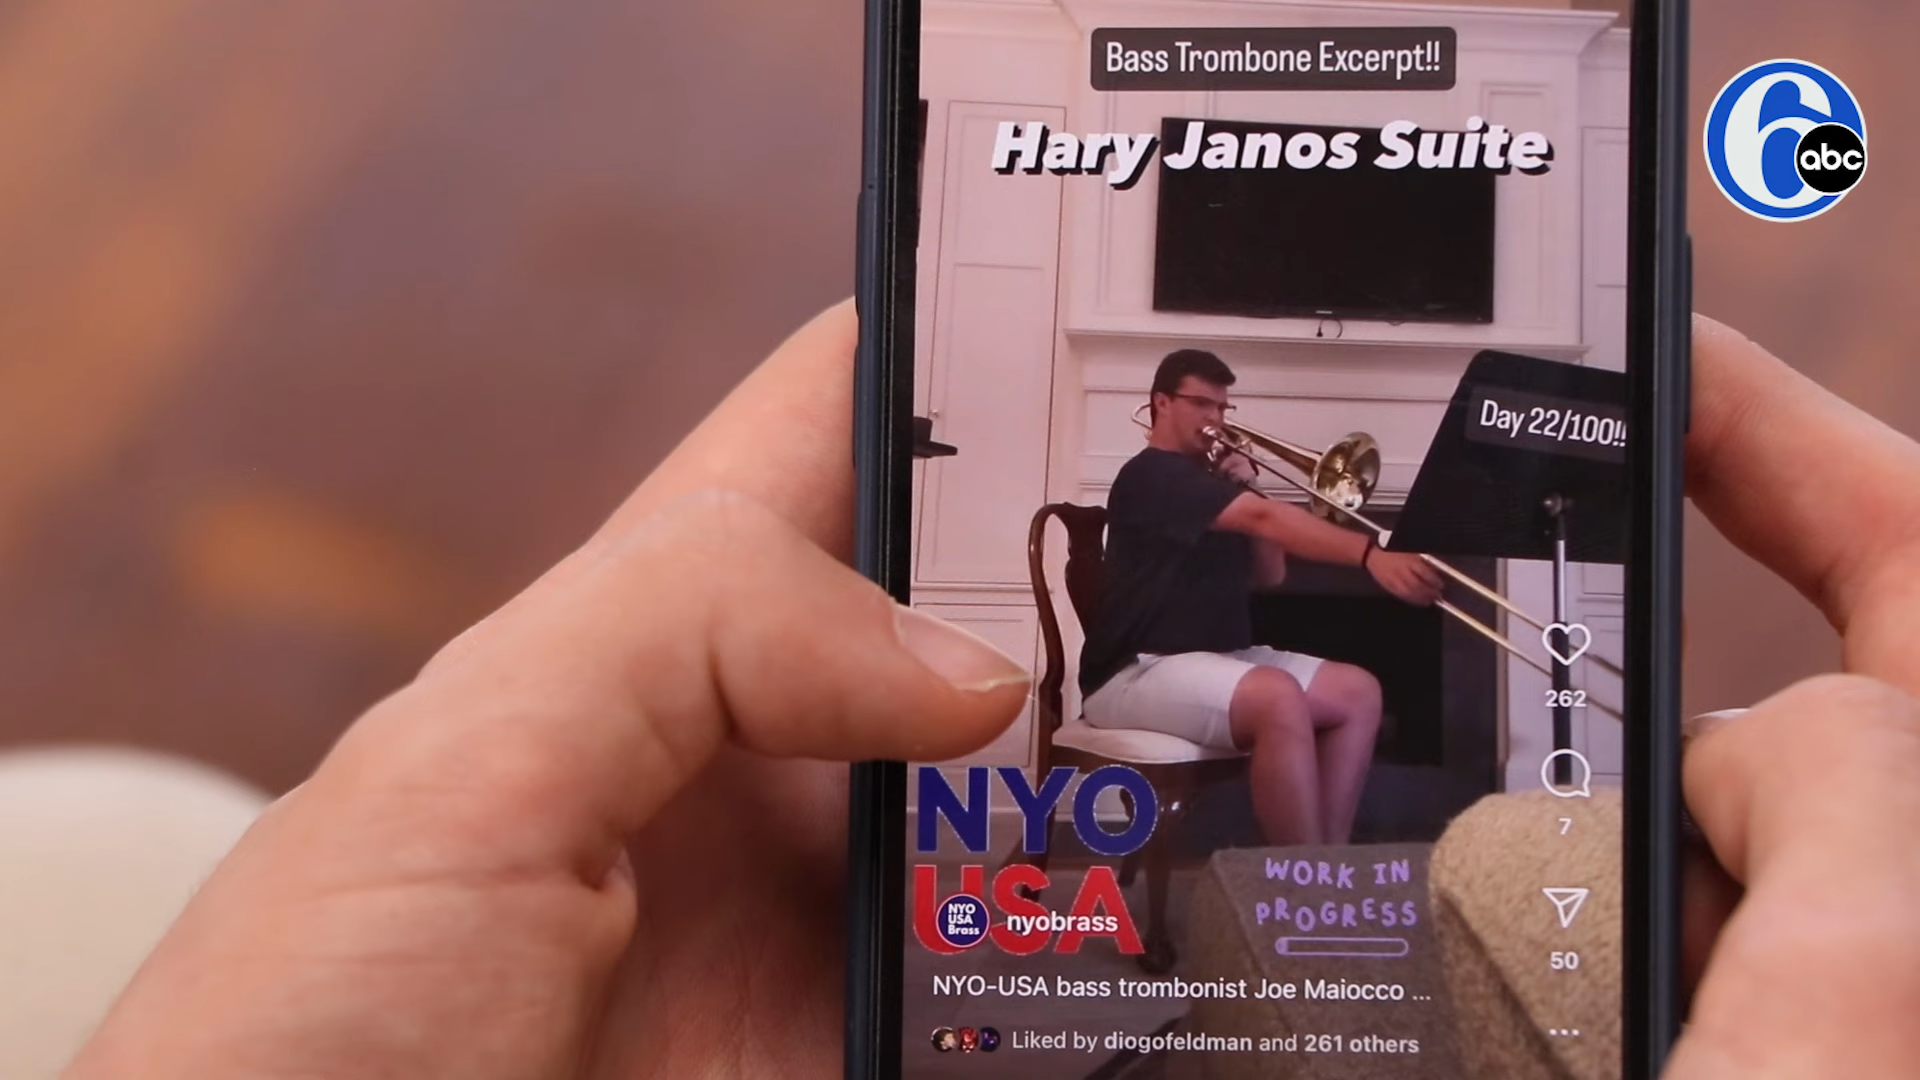 Bass Trombone Excerpt!!
Hary Janos Suite
6
abc
Day 22/100!!
262
7
50
NYO
USA
WORK IN
PROGRESS
NYO
USA
Brass
nyobrass
NYO-USA bass trombonist Joe Maiocco ...
Liked by diogofeldman and 261 others